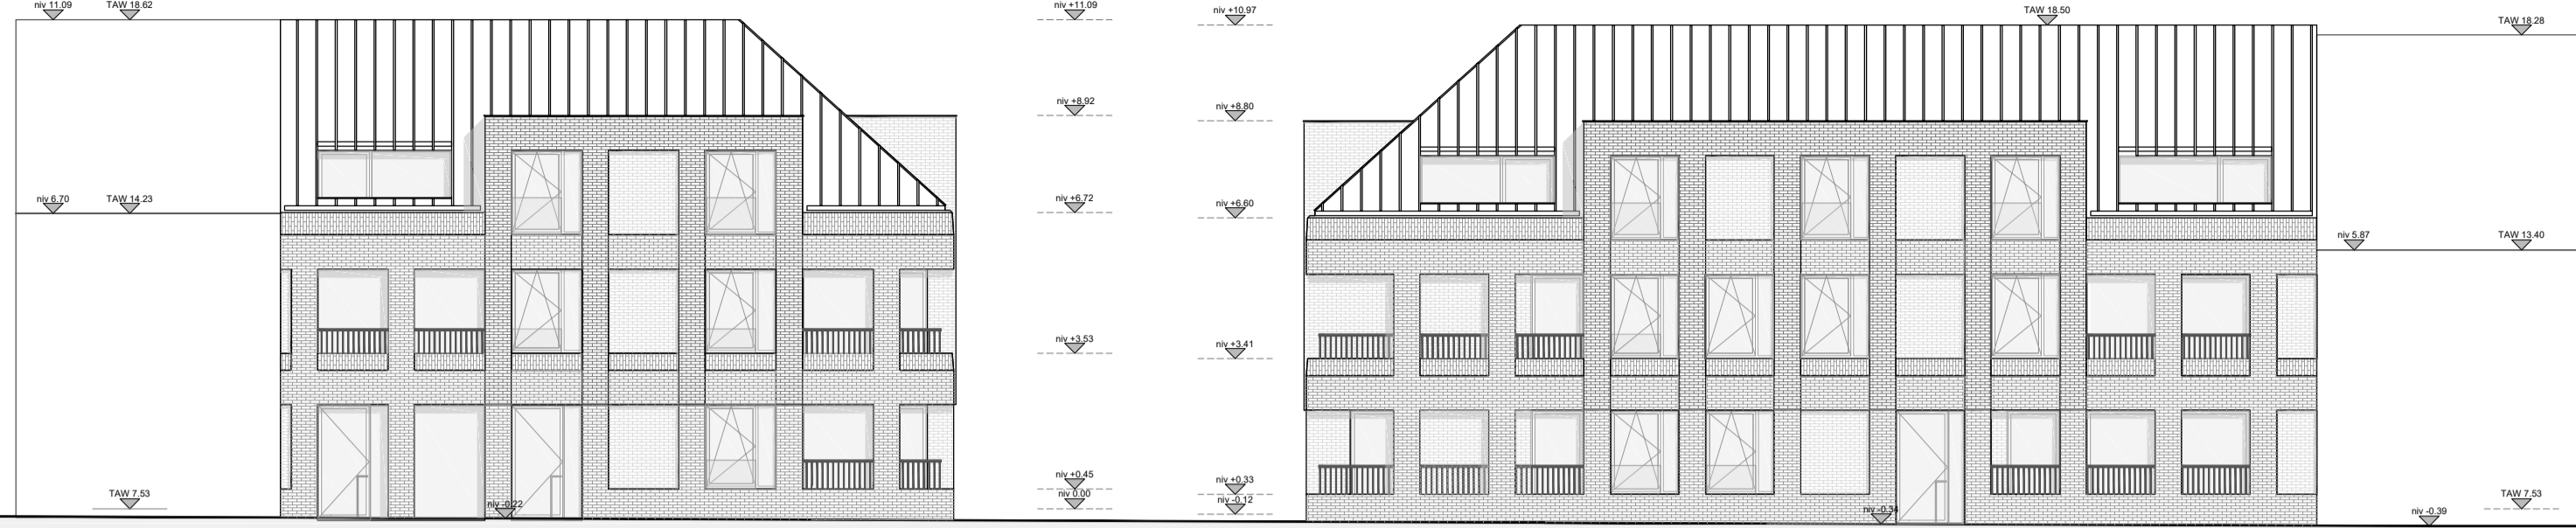 niv 11.09
TAW 18.62
niv +11.09
niv +10.97
TAW 18.50
TAW 18.28
niv +8.92
niv +8.80
niv 6.70
TAW 14.23
niv +6.72
niv +6.60
niv 5.87
TAW 13.40
niv +3.53
niv +3.41
niv +0.45
niv +0.33
TAW 7.53
niv -0.22
niv 0.00
niv -0.12
niv -0.34
niv -0.39
TAW 7.53